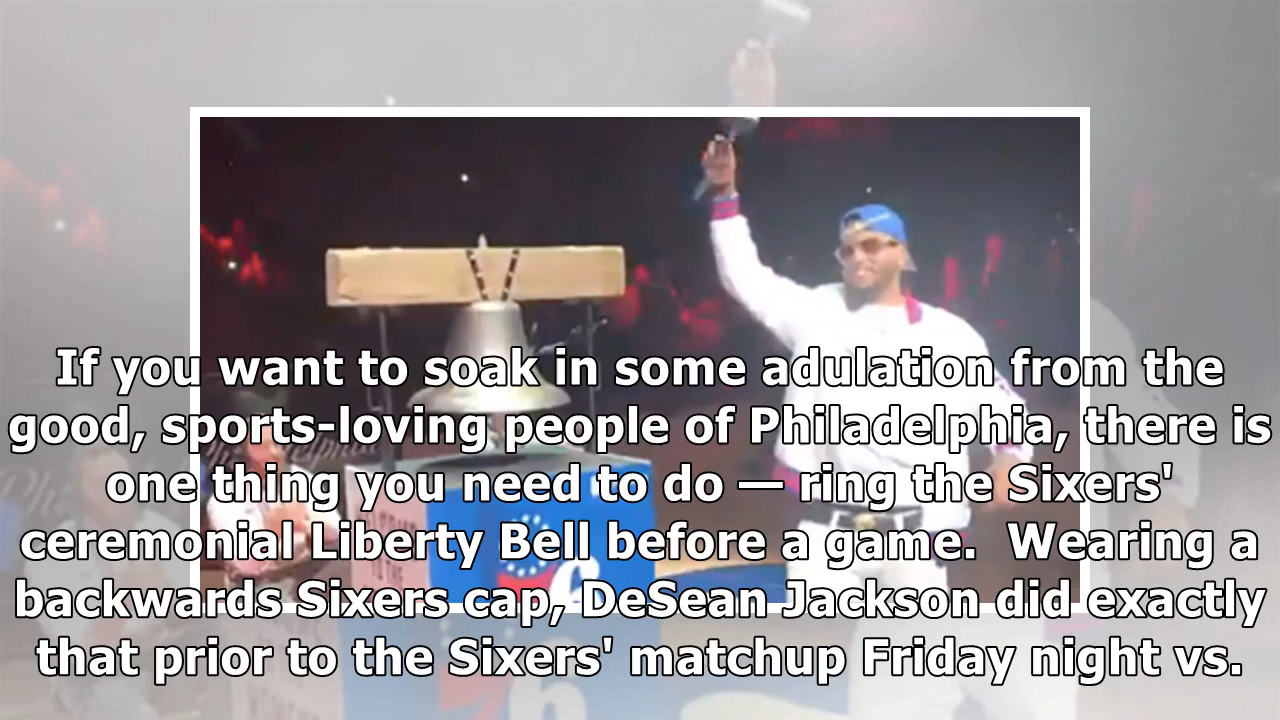 If you want to soak in some adulation from the
good, sports-loving people of Philadelphia, there is
one thing you need to do — ring the Sixers'
ceremonial Liberty Bell before a game.  Wearing a
backwards Sixers cap, DeSean Jackson did exactly
that prior to the Sixers' matchup Friday night vs.